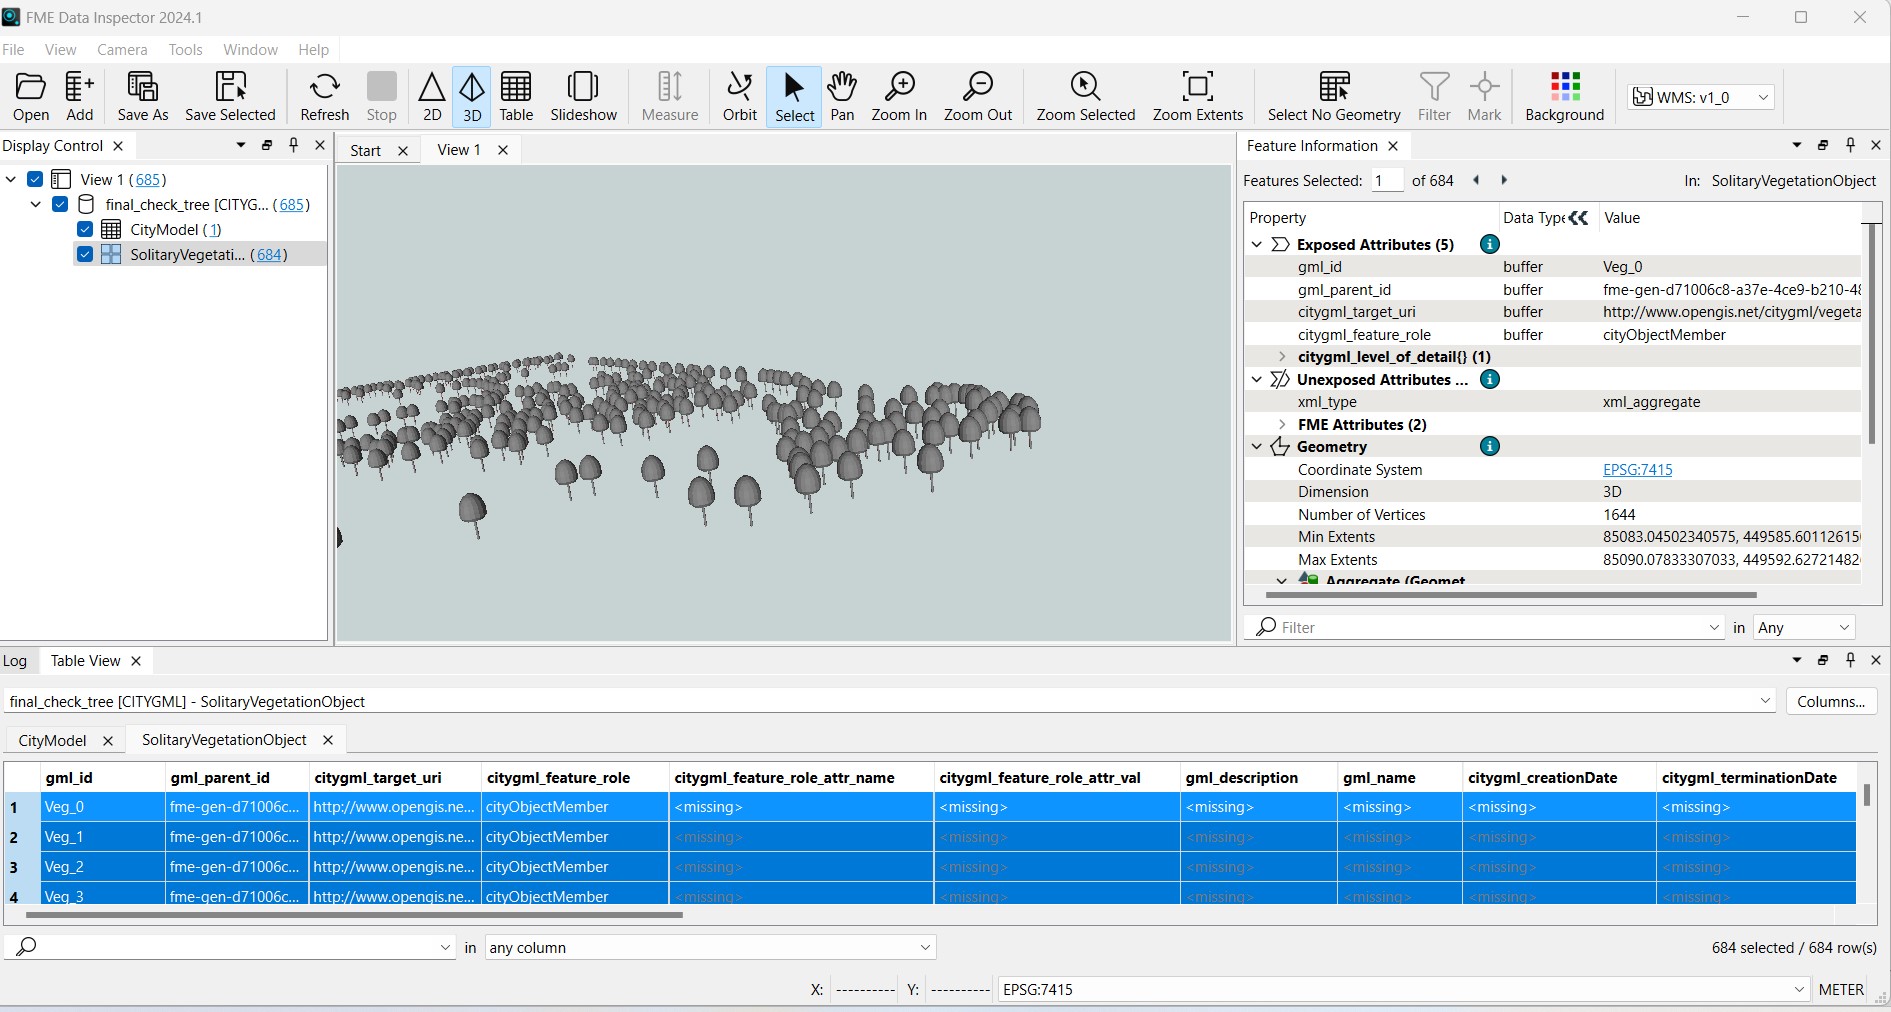 FME Data Inspector 2024.1
File View Camera Tools Window Help
Open Add Save As Save Selected Refresh Stop 2D 3D Table Slideshow Measure Orbit Select Pan Zoom In Zoom Out Zoom Selected Zoom Extents Select No Geometry Filter Mark Background WMS: v1_0
Display Control
View 1 (685)
final_check_tree [CITYG... (685)
CityModel (1)
SolitaryVegetati... (684)
Start View 1
Feature Information
Features Selected: 1 of 684 In: SolitaryVegetationObject
Property Data Type Value
Exposed Attributes (5)
gml_id buffer Veg_0
gml_parent_id buffer fme-gen-d71006c8-a37e-4ce9-b210-48
citygml_target_uri buffer http://www.opengis.net/citygml/vegeta
citygml_feature_role buffer cityObjectMember
citygml_level_of_detail{} (1)
Unexposed Attributes ...
xml_type xml_aggregate
FME Attributes (2)
Geometry
Coordinate System EPSG:7415
Dimension 3D
Number of Vertices 1644
Min Extents 85083.04502340575, 449585.601126150
Max Extents 85090.07833307033, 449592.62721482
Aggregate (Geomet
Filter in Any
Log Table View
final_check_tree [CITYGML] - SolitaryVegetationObject Columns...
CityModel SolitaryVegetationObject
gml_id gml_parent_id citygml_target_uri citygml_feature_role citygml_feature_role_attr_name citygml_feature_role_attr_val gml_description gml_name citygml_creationDate citygml_terminationDate
1 Veg_0 fme-gen-d71006c... http://www.opengis.ne... cityObjectMember <missing> <missing> <missing> <missing> <missing> <missing>
2 Veg_1 fme-gen-d71006c... http://www.opengis.ne... cityObjectMember <missing> <missing> <missing> <missing> <missing> <missing>
3 Veg_2 fme-gen-d71006c... http://www.opengis.ne... cityObjectMember <missing> <missing> <missing> <missing> <missing> <missing>
4 Veg_3 fme-gen-d71006c... http://www.opengis.ne... cityObjectMember <missing> <missing> <missing> <missing> <missing> <missing>
in any column 684 selected / 684 row(s)
X: ---------- Y: ---------- EPSG:7415 METER